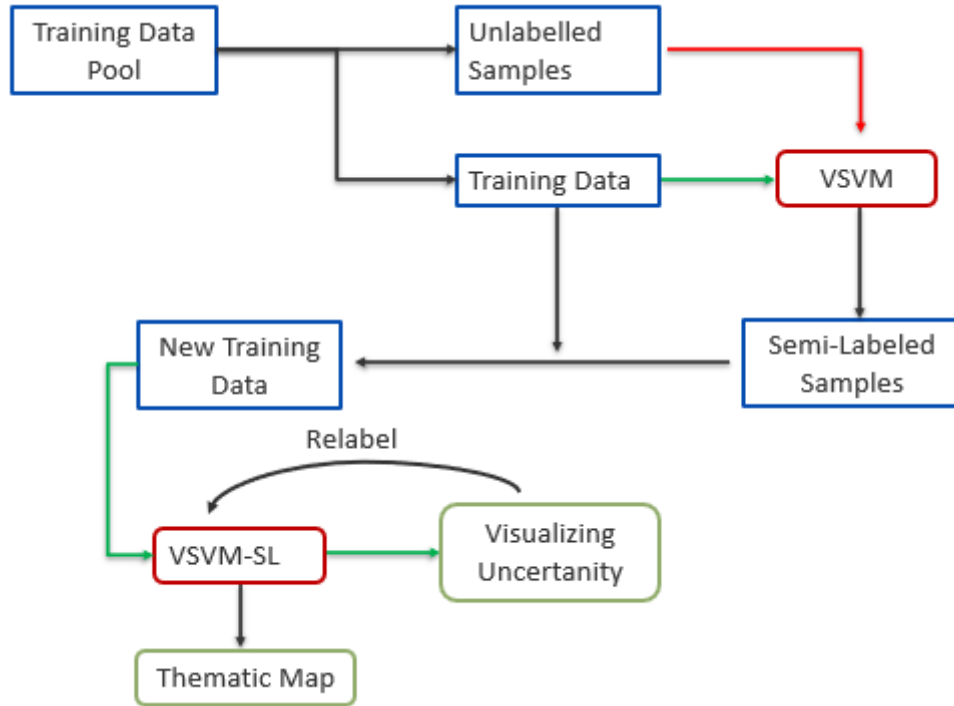 Training Data
Pool
Unlabelled
Samples
Training Data
VSVM
New Training
Data
Semi-Labeled
Samples
Relabel
VSVM-SL
Visualizing
Uncertanity
Thematic Map